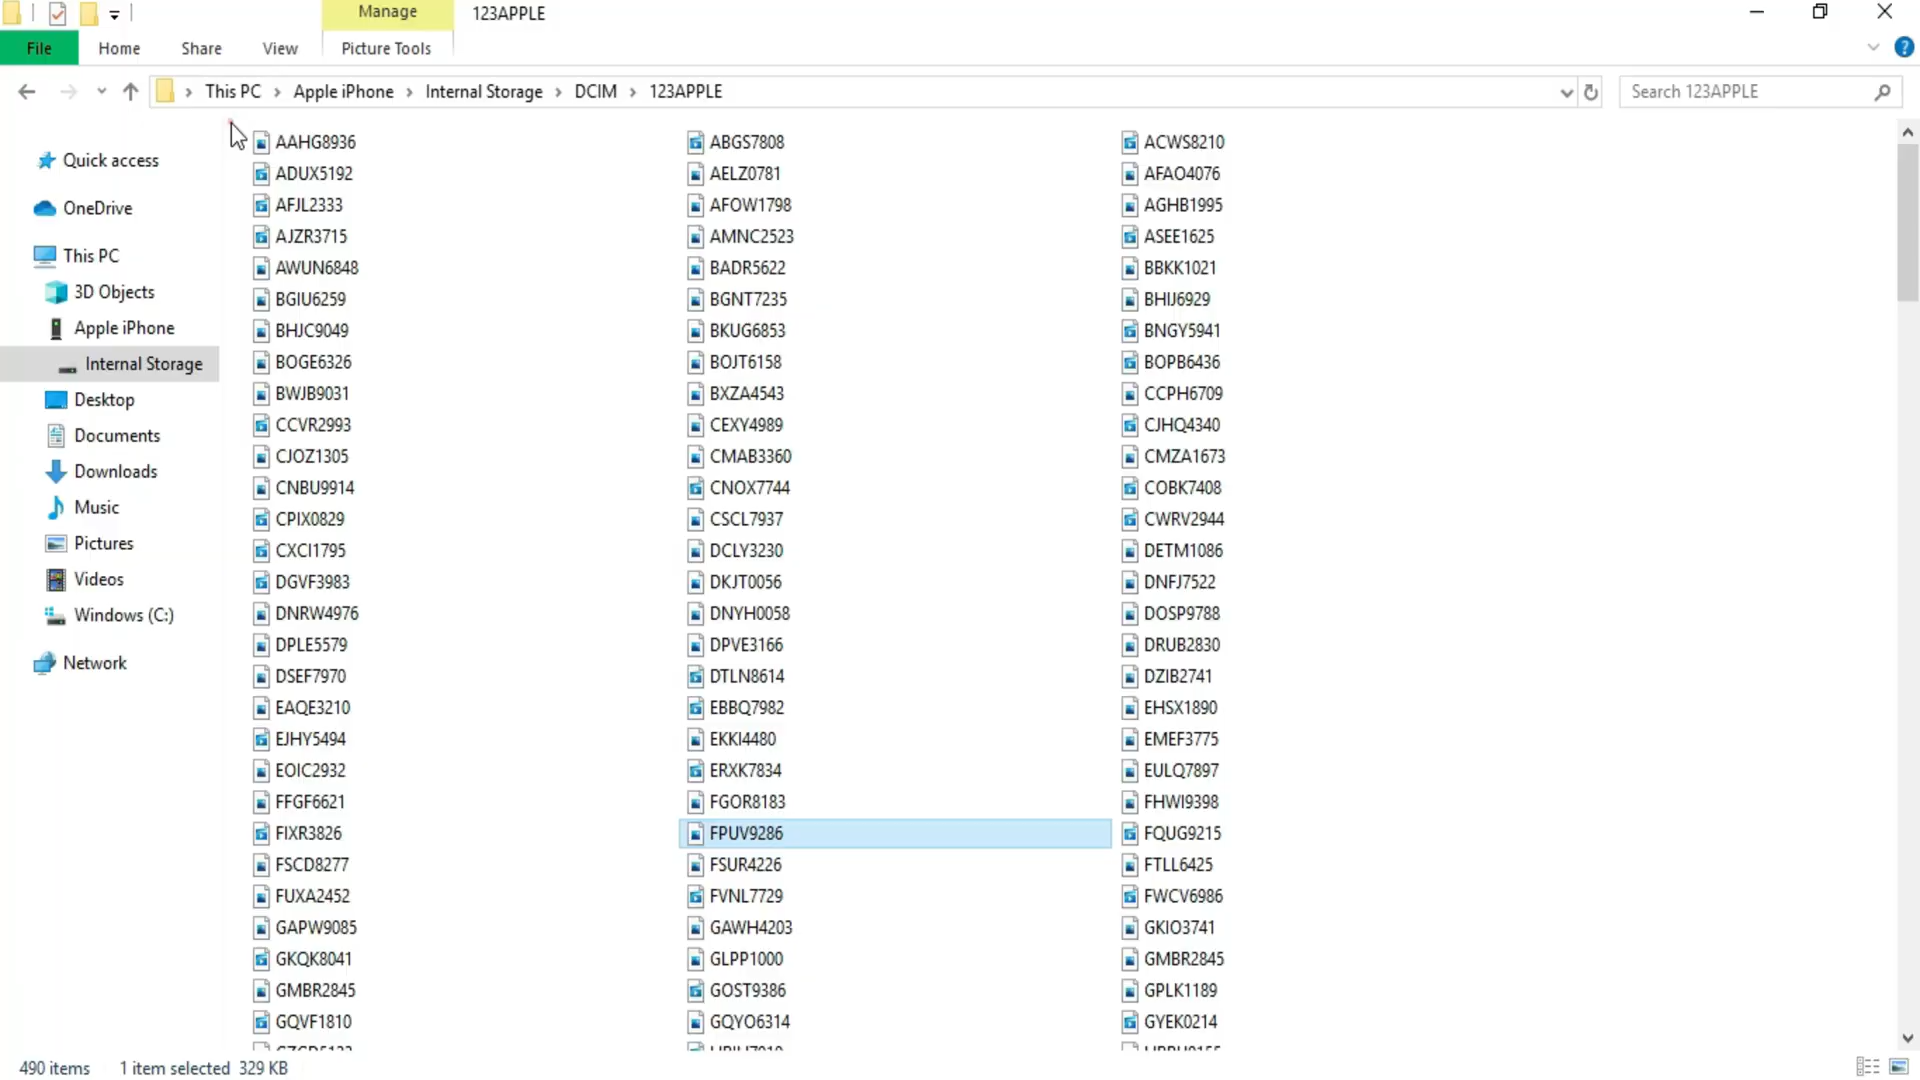 Manage 123APPLE
File Home Share View Picture Tools
This PC Apple iPhone Internal Storage DCIM 123APPLE Search 123APPLE
Quick access
OneDrive
This PC
3D Objects
Apple iPhone
Internal Storage
Desktop
Documents
Downloads
Music
Pictures
Videos
Windows (C:)
Network
AAHG8936 ABGS7808 ACWS8210
ADUX5192 AELZ0781 AFAO4076
AFJL2333 AFOW1798 AGHB1995
AJZR3715 AMNC2523 ASEE1625
AWUN6848 BADR5622 BBKK1021
BGIU6259 BGNT7235 BHIJ6929
BHJC9049 BKUG6853 BNGY5941
BOGE6326 BOJT6158 BOPB6436
BWJB9031 BXZA4543 CCPH6709
CCVR2993 CEXY4989 CJHQ4340
CJOZ1305 CMAB3360 CMZA1673
CNBU9914 CNOX7744 COBK7408
CPIX0829 CSCL7937 CWRV2944
CXCI1795 DCLY3230 DETM1086
DGVF3983 DKJT0056 DNFJ7522
DNRW4976 DNYH0058 DOSP9788
DPLE5579 DPVE3166 DRUB2830
DSEF7970 DTLN8614 DZIB2741
EAQE3210 EBBQ7982 EHSX1890
EJHY5494 EKKI4480 EMEF3775
EOIC2932 ERXK7834 EULQ7897
FFGF6621 FGOR8183 FHWI9398
FIXR3826 FPUV9286 FQUG9215
FSCD8277 FSUR4226 FTLL6425
FUXA2452 FVNL7729 FWCV6986
GAPW9085 GAWH4203 GKIO3741
GKQK8041 GLPP1000 GMBR2845
GMBR2845 GOST9386 GPLK1189
GQVF1810 GQYO6314 GYEK0214
490 items 1 item selected 329 KB